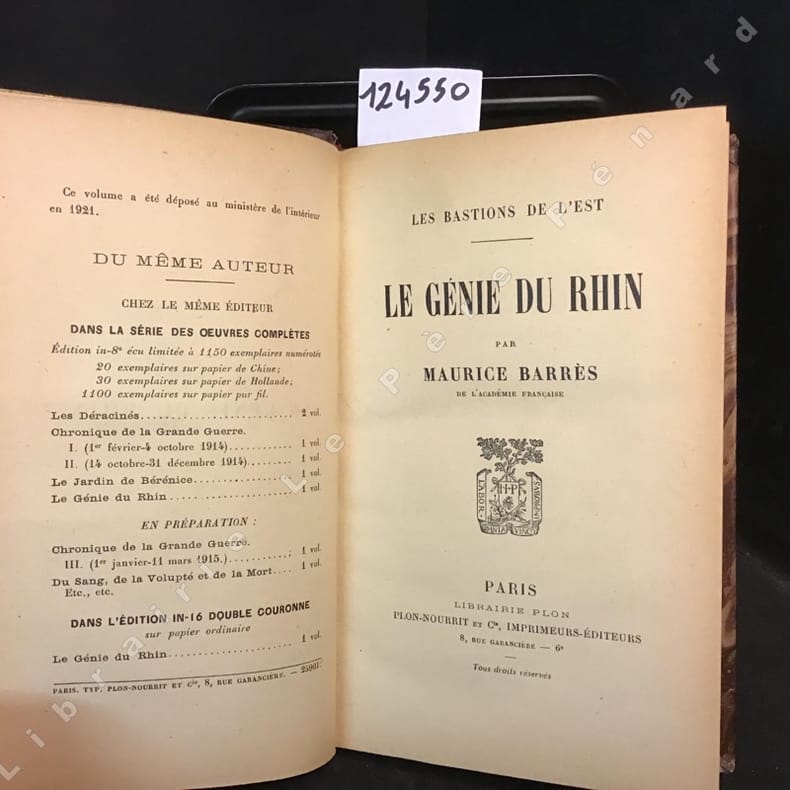 124550
Ce volume a été déposé au ministère de l'intérieur
en 1921.
DU MÊME AUTEUR
CHEZ LE MÊME ÉDITEUR
DANS LA SÉRIE DES OEUVRES COMPLÈTES
Édition in-8° écu limitée à 1150 exemplaires numérotés
20 exemplaires sur papier de Chine;
30 exemplaires sur papier de Hollande;
1100 exemplaires sur papier pur fil.
Les Déracinés........................ 2 vol.
Chronique de la Grande Guerre.
I. (1er février-4 octobre 1914)............ 1 vol.
II. (14 octobre-31 décembre 1914)........ 1 vol.
Le Jardin de Bérénice................ 1 vol.
Le Génie du Rhin.................... 1 vol.
EN PRÉPARATION :
Chronique de la Grande Guerre.
III. (1er janvier-11 mars 1915.)............ 1 vol.
Du Sang, de la Volupté et de la Mort.... 1 vol.
Etc., etc.
DANS L'ÉDITION IN-16 DOUBLE COURONNE
sur papier ordinaire
Le Génie du Rhin.................... 1 vol.
PARIS. TYP. PLON-NOURRIT ET Cie, 8, RUE GARANCIÈRE. —
LES BASTIONS DE L'EST
LE GÉNIE DU RHIN
PAR
MAURICE BARRÈS
DE L'ACADÉMIE FRANÇAISE
LABOR
H·P
IMPROBUS
OMNIA VINCIT
PARIS
LIBRAIRIE PLON
PLON-NOURRIT ET Cie, IMPRIMEURS-ÉDITEURS
8, RUE GARANCIÈRE — 6e
Tous droits réservés
Librairie Le Père Pénard